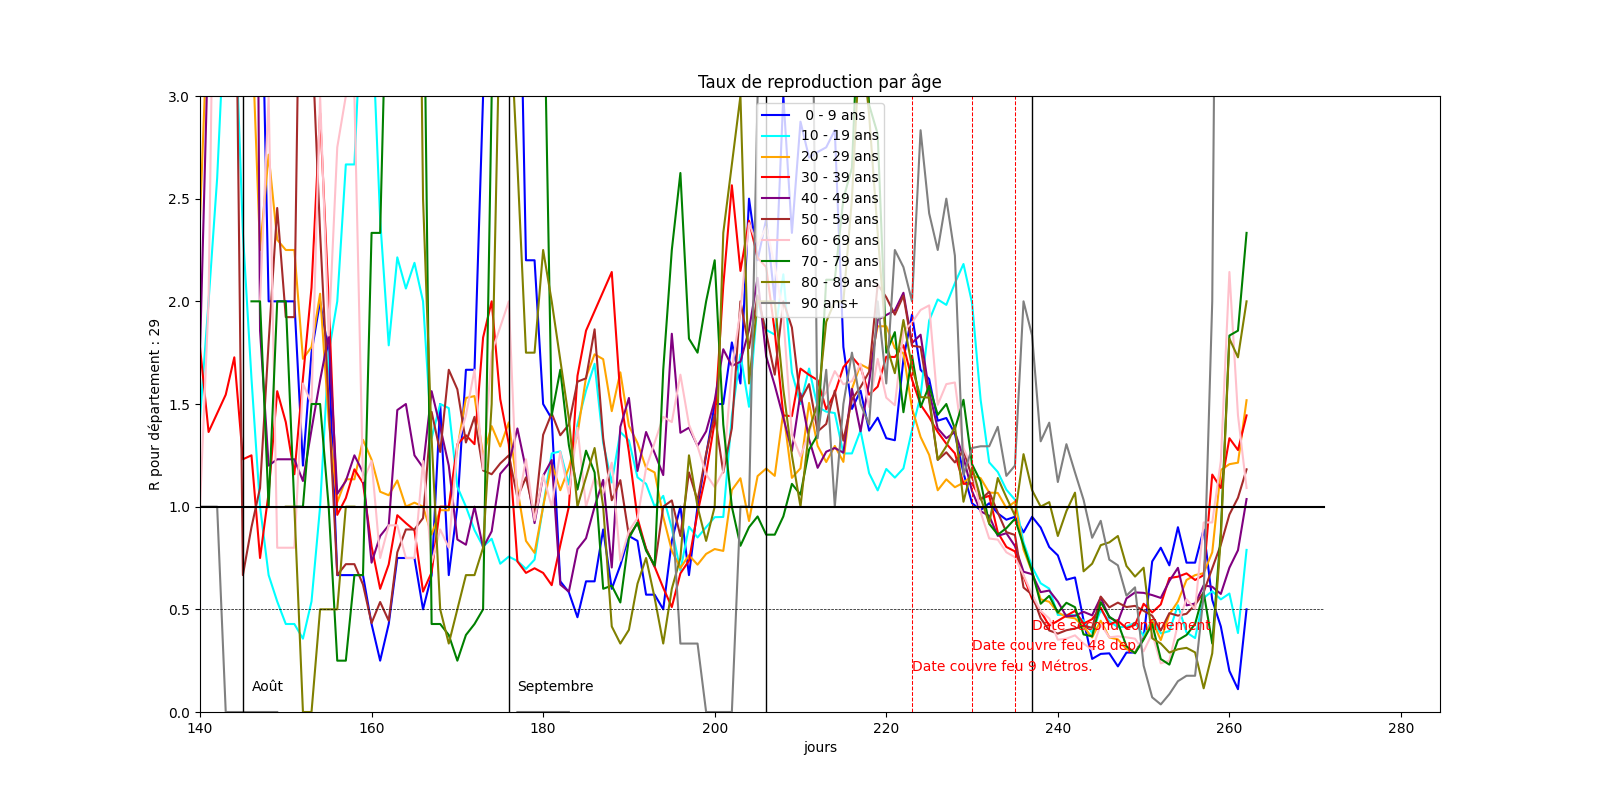 Taux de reproduction par âge
3.0
2.5
2.0
1.5
1.0
0.5
0.0
R pour département : 29
0 - 9 ans
10 - 19 ans
20 - 29 ans
30 - 39 ans
40 - 49 ans
50 - 59 ans
60 - 69 ans
70 - 79 ans
80 - 89 ans
90 ans+
Date second confinement
Date couvre feu 48 dep.
Date couvre feu 9 Métros.
Août
Septembre
140
160
180
200
220
240
260
280
jours